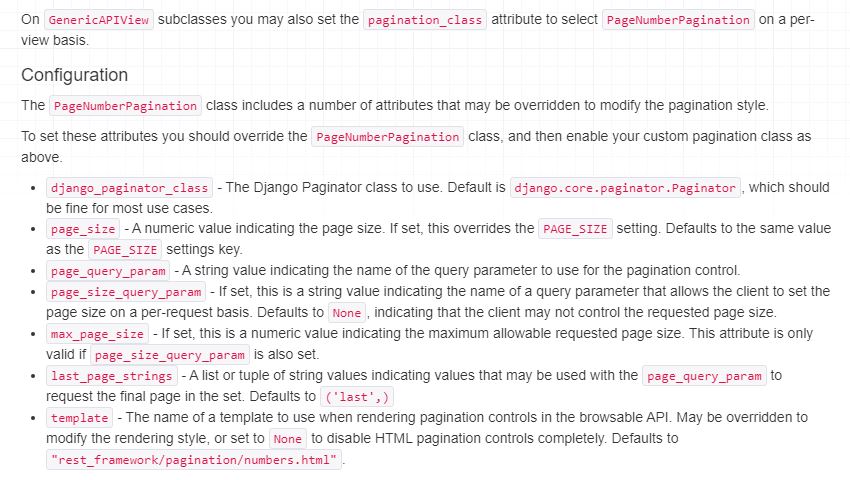 On GenericAPIView subclasses you may also set the pagination_class attribute to select PageNumberPagination on a per-
view basis.
Configuration
The PageNumberPagination class includes a number of attributes that may be overridden to modify the pagination style.
To set these attributes you should override the PageNumberPagination class, and then enable your custom pagination class as
above.
• django_paginator_class - The Django Paginator class to use. Default is django.core.paginator.Paginator, which should
be fine for most use cases.
• page_size - A numeric value indicating the page size. If set, this overrides the PAGE_SIZE setting. Defaults to the same value
as the PAGE_SIZE settings key.
• page_query_param - A string value indicating the name of the query parameter to use for the pagination control.
• page_size_query_param - If set, this is a string value indicating the name of a query parameter that allows the client to set the
page size on a per-request basis. Defaults to None, indicating that the client may not control the requested page size.
• max_page_size - If set, this is a numeric value indicating the maximum allowable requested page size. This attribute is only
valid if page_size_query_param is also set.
• last_page_strings - A list or tuple of string values indicating values that may be used with the page_query_param to
request the final page in the set. Defaults to ('last',)
• template - The name of a template to use when rendering pagination controls in the browsable API. May be overridden to
modify the rendering style, or set to None to disable HTML pagination controls completely. Defaults to
"rest_framework/pagination/numbers.html".